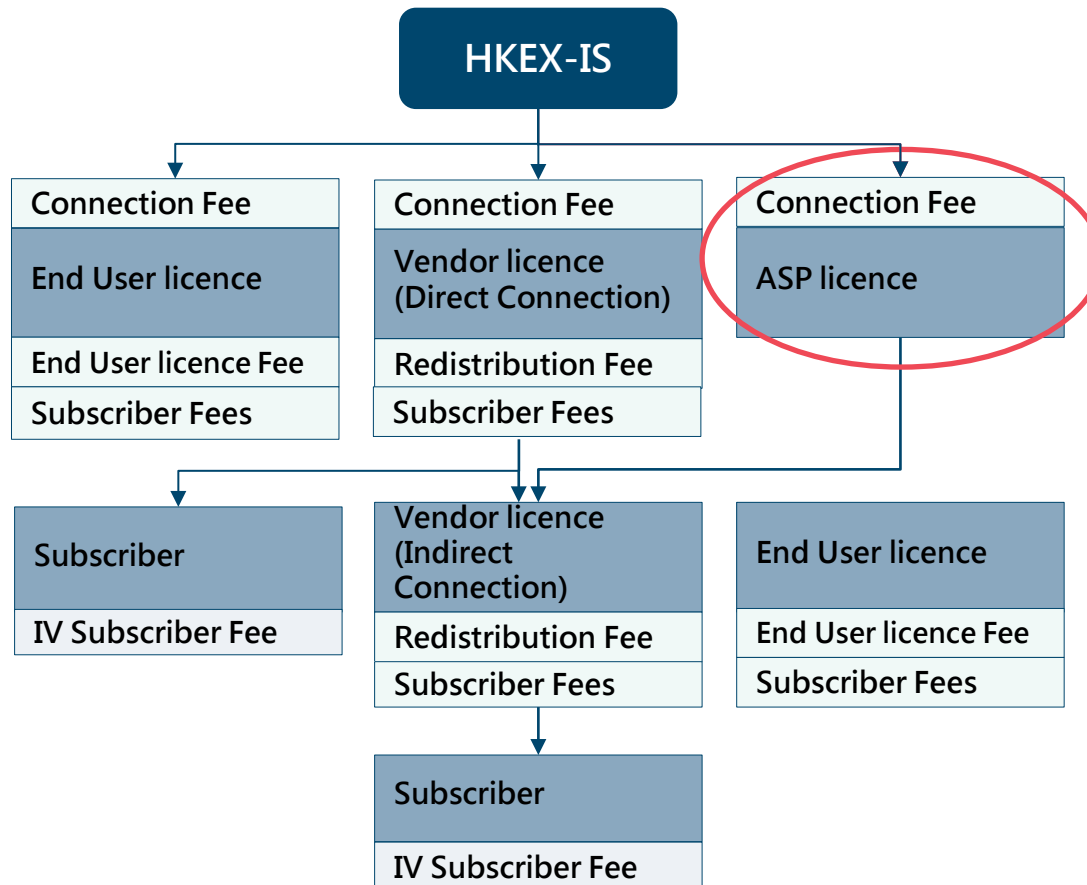 HKEX-IS
Connection Fee
End User licence
End User licence Fee
Subscriber Fees
Connection Fee
Vendor licence
(Direct Connection)
Redistribution Fee
Subscriber Fees
Connection Fee
ASP licence
Subscriber
IV Subscriber Fee
Vendor licence
(Indirect
Connection)
Redistribution Fee
Subscriber Fees
End User licence
End User licence Fee
Subscriber Fees
Subscriber
IV Subscriber Fee